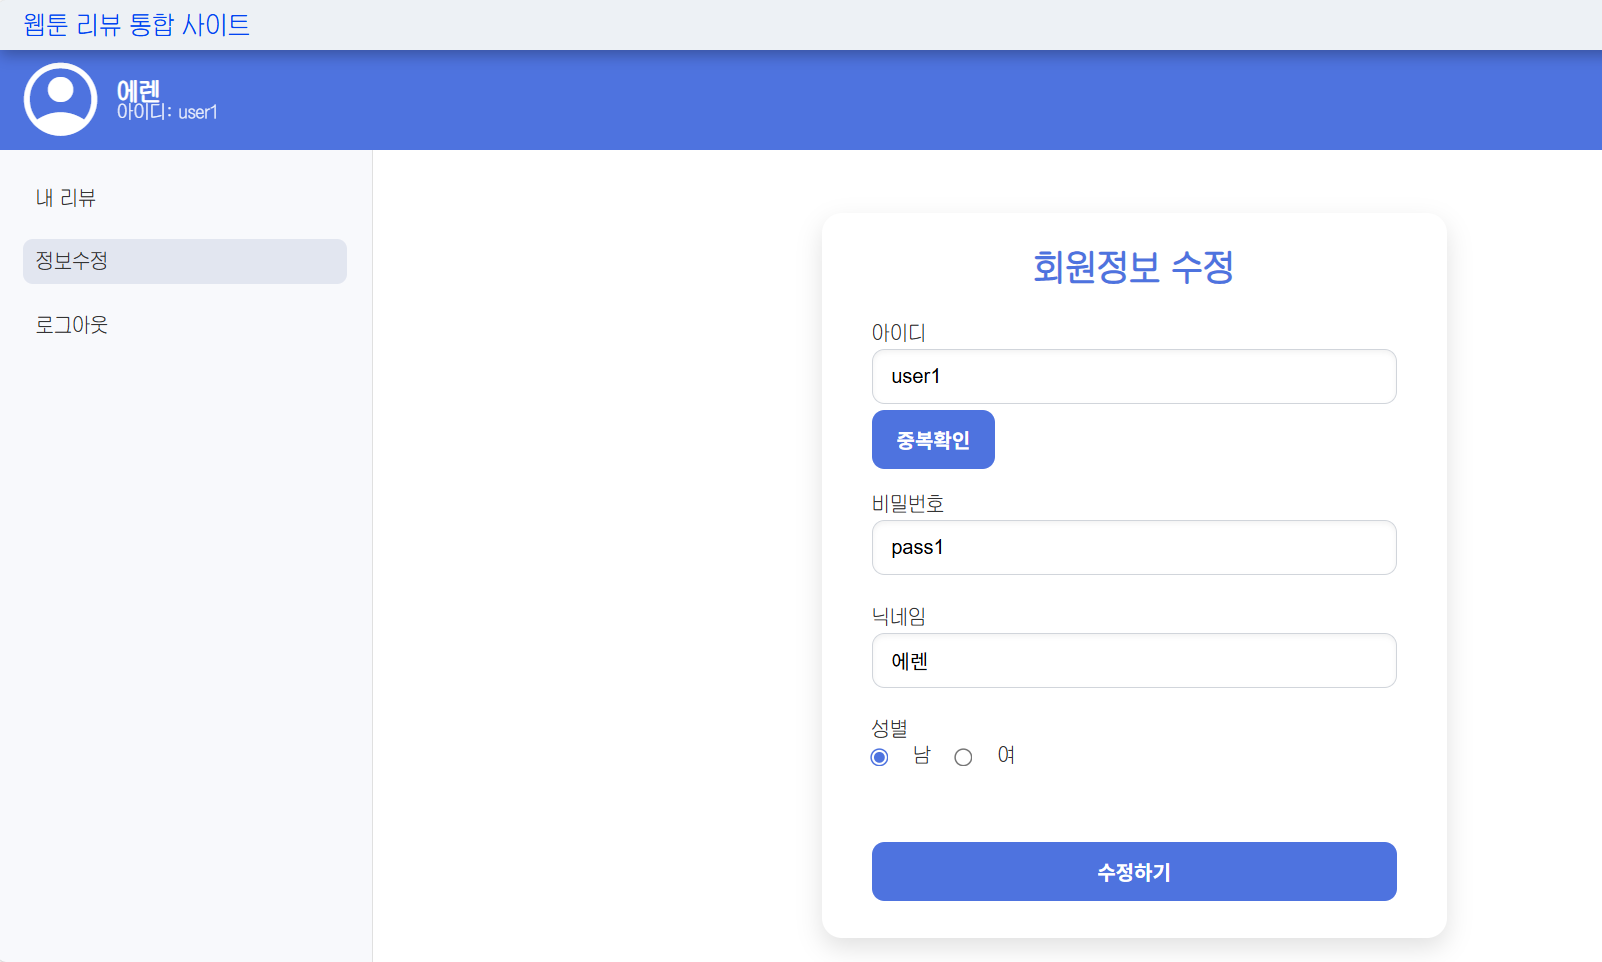 웹툰 리뷰 통합 사이트
에렌
아이디: user1
내 리뷰
정보수정
로그아웃
회원정보 수정
아이디
user1
중복확인
비밀번호
pass1
닉네임
에렌
성별
남 여
수정하기